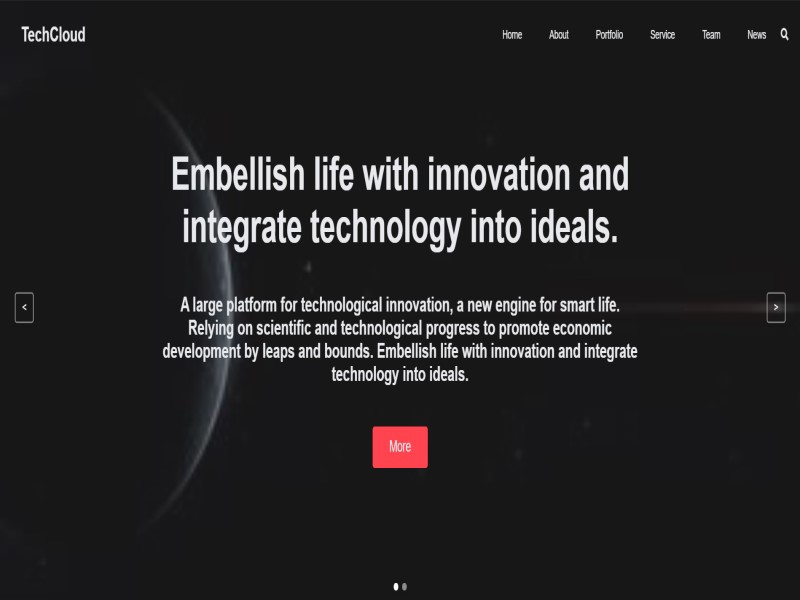 TechCloud
Home About Portfolio Service Team News
Embellish life with innovation and
integrate technology into ideals.
A large platform for technological innovation, a new engine for smart life.
Relying on scientific and technological progress to promote economic
development by leaps and bounds. Embellish life with innovation and integrate
technology into ideals.
< >
More